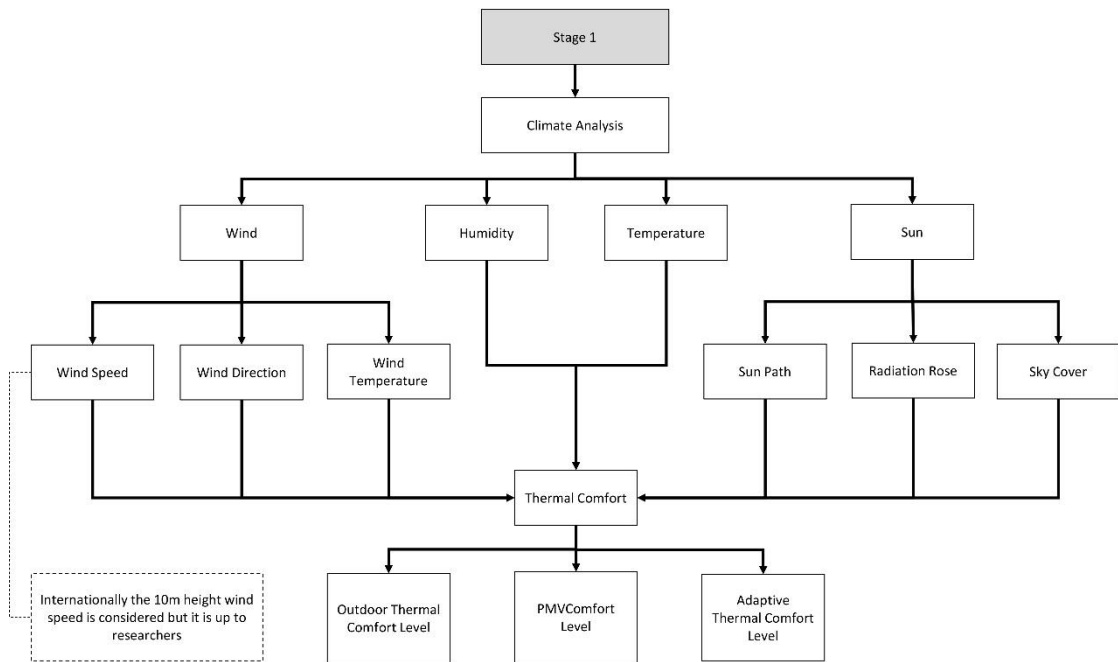 Stage 1
Climate Analysis
Wind
Humidity
Temperature
Sun
Wind Speed
Wind Direction
Wind
Temperature
Sun Path
Radiation Rose
Sky Cover
Thermal Comfort
Internationally the 10m height wind
speed is considered but it is up to
researchers
Outdoor Thermal
Comfort Level
PMVComfort
Level
Adaptive
Thermal Comfort
Level